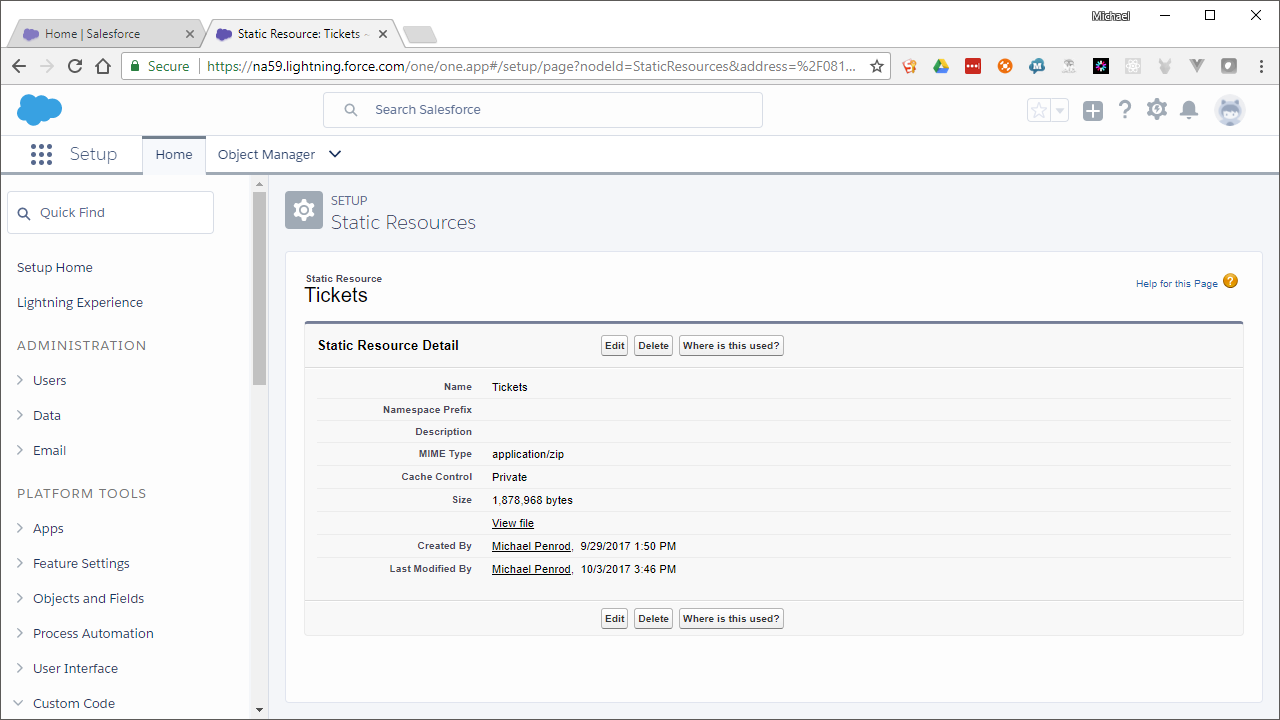 Michael
Home | Salesforce
Static Resource: Tickets ~
Secure https://na59.lightning.force.com/one/one.app#/setup/page?nodeId=StaticResources&address=%2F081...
Search Salesforce
Setup Home Object Manager
Quick Find
Setup Home
Lightning Experience
ADMINISTRATION
Users
Data
Email
PLATFORM TOOLS
Apps
Feature Settings
Objects and Fields
Process Automation
User Interface
Custom Code
SETUP
Static Resources
Static Resource
Tickets
Help for this Page ?
Static Resource Detail Edit Delete Where is this used?
Name Tickets
Namespace Prefix
Description
MIME Type application/zip
Cache Control Private
Size 1,878,968 bytes
View file
Created By Michael Penrod, 9/29/2017 1:50 PM
Last Modified By Michael Penrod, 10/3/2017 3:46 PM
Edit Delete Where is this used?